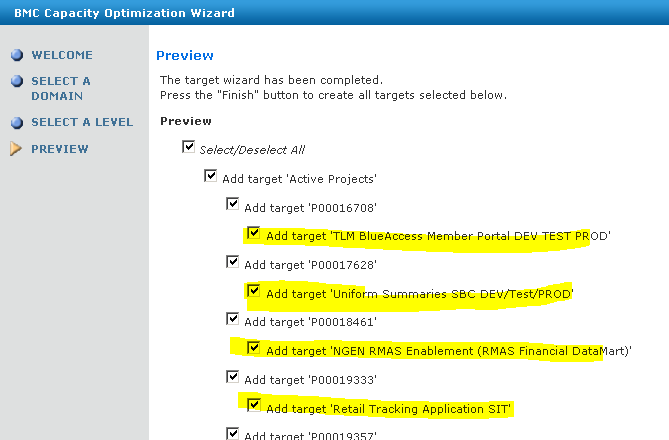 BMC Capacity Optimization Wizard
WELCOME
SELECT A
DOMAIN
SELECT A LEVEL
PREVIEW
Preview
The target wizard has been completed.
Press the "Finish" button to create all targets selected below.
Preview
Select/Deselect All
Add target 'Active Projects'
Add target 'P00016708'
Add target 'TLM BlueAccess Member Portal DEV TEST PROD'
Add target 'P00017628'
Add target 'Uniform Summaries SBC DEV/Test/PROD'
Add target 'P00018461'
Add target 'NGEN RMAS Enablement (RMAS Financial DataMart)'
Add target 'P00019333'
Add target 'Retail Tracking Application SIT'
Add target 'P00019357'